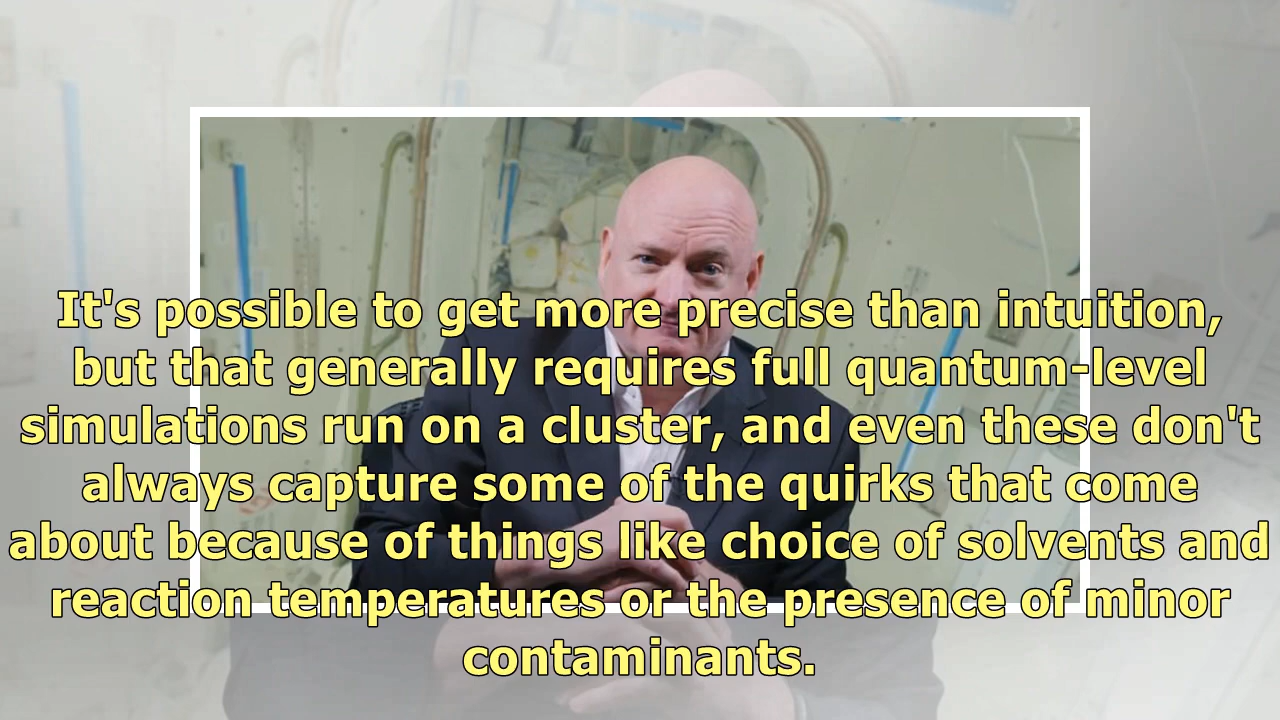 It's possible to get more precise than intuition,
but that generally requires full quantum-level
simulations run on a cluster, and even these don't
always capture some of the quirks that come
about because of things like choice of solvents and
reaction temperatures or the presence of minor
contaminants.